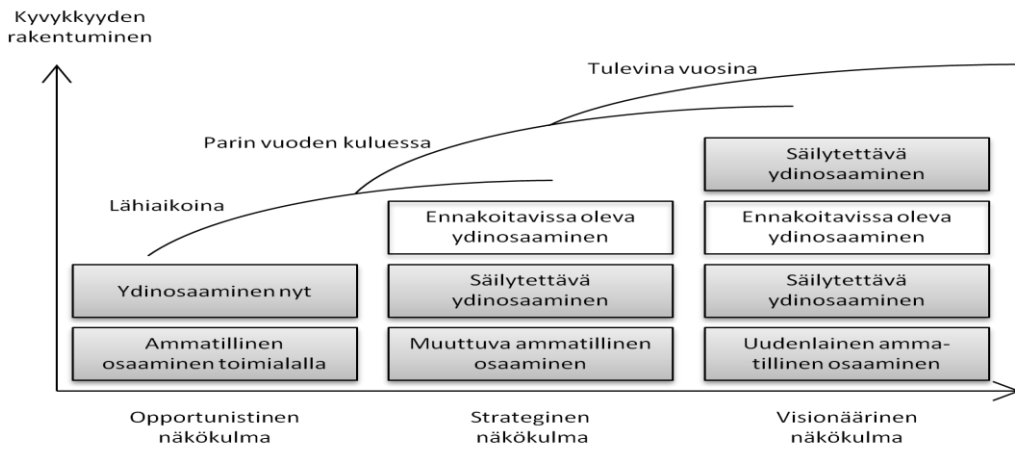 Kyvykkyyden
rakentuminen
Tulevina vuosina
Parin vuoden kuluessa
Lähiaikoina
Säilytettävä
ydinosaaminen
Ennakoitavissa oleva
ydinosaaminen
Ennakoitavissa oleva
ydinosaaminen
Ydinosaaminen nyt
Säilytettävä
ydinosaaminen
Säilytettävä
ydinosaaminen
Ammatillinen
osaaminen toimialalla
Muuttuva ammatillinen
osaaminen
Uudenlainen amma-
tillinen osaaminen
Opportunistinen
näkökulma
Strateginen
näkökulma
Visionäärinen
näkökulma